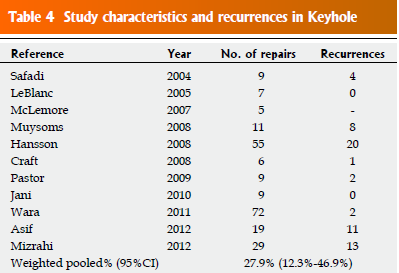 Table 4 Study characteristics and recurrences in Keyhole
Reference Year No. of repairs Recurrences
Safadi 2004 9 4
LeBlanc 2005 7 0
McLemore 2007 5 -
Muysoms 2008 11 8
Hansson 2008 55 20
Craft 2008 6 1
Pastor 2009 9 2
Jani 2010 9 0
Wara 2011 72 2
Asif 2012 19 11
Mizrahi 2012 29 13
Weighted pooled% (95%CI) 27.9% (12.3%-46.9%)